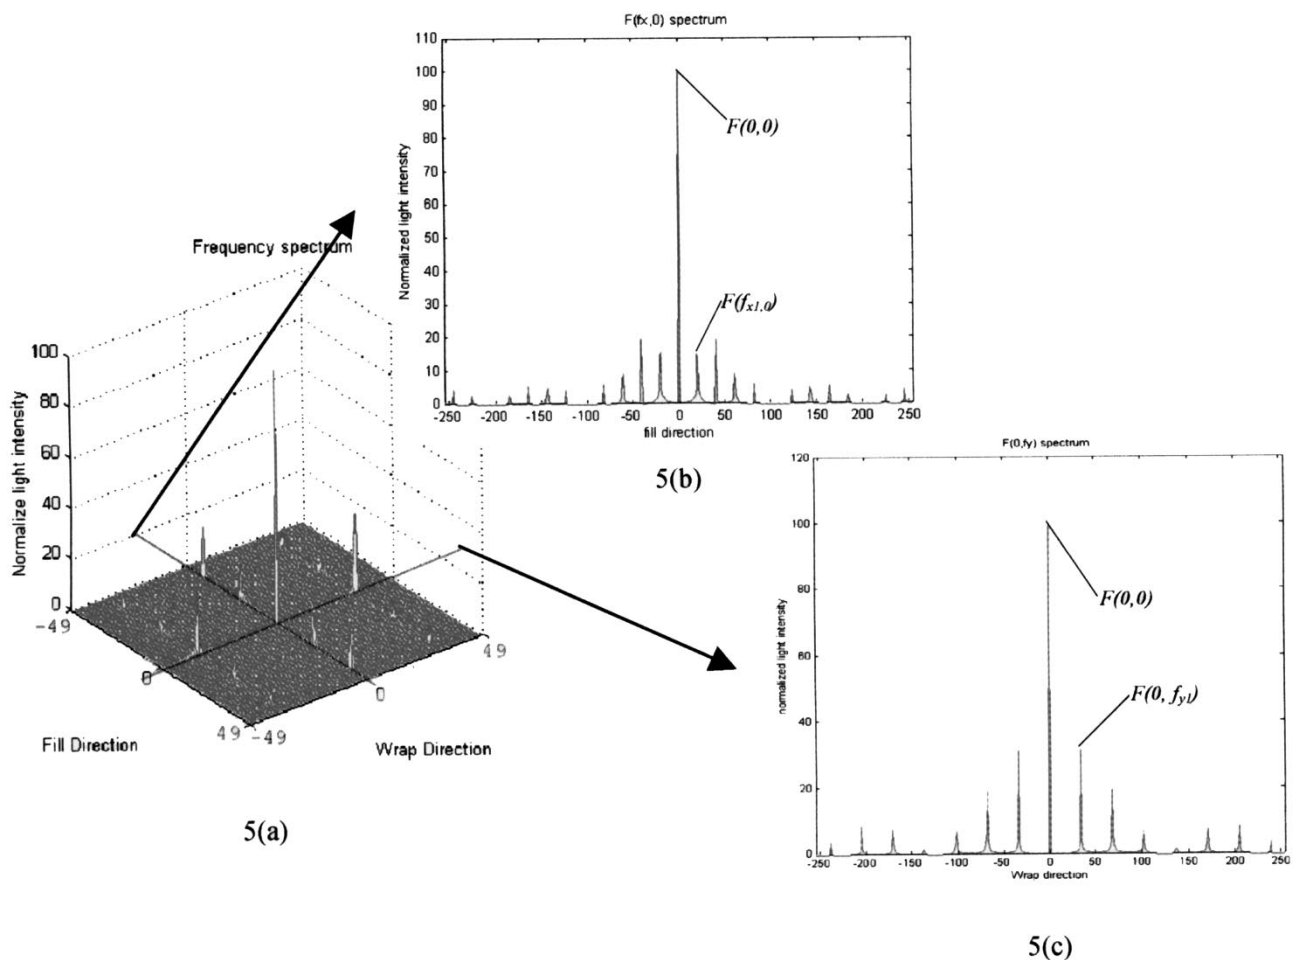 F(fx,0) spectrum
110
100
90
80
70
60
50
40
30
20
10
0
Normalized light intensity
F(0,0)
F(fx1,0)
-250 -200 -150 -100 -50 0 50 100 150 200 250
fill direction
5(b)
Frequency spectrum
100
80
60
40
20
0
Normalize light intensity
-49
0
49
-49
0
49
Fill Direction
Wrap Direction
5(a)
F(0,fy) spectrum
120
100
80
60
40
20
0
normalized light intensity
F(0,0)
F(0, fy1)
-250 -200 -150 -100 -50 0 50 100 150 200 250
Wrap direction
5(c)